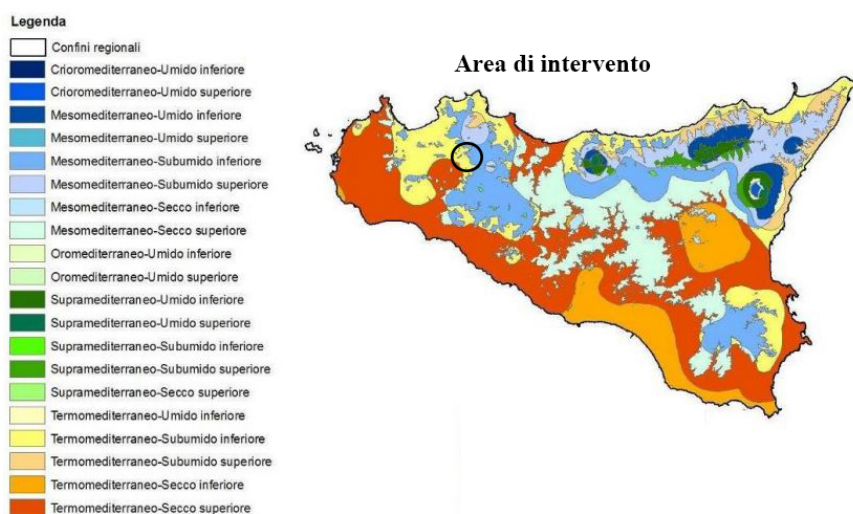 Legenda
Confini regionali
Crioromediterraneo-Umido inferiore
Crioromediterraneo-Umido superiore
Mesomediterraneo-Umido inferiore
Mesomediterraneo-Umido superiore
Mesomediterraneo-Subumido inferiore
Mesomediterraneo-Subumido superiore
Mesomediterraneo-Secco inferiore
Mesomediterraneo-Secco superiore
Oromediterraneo-Umido inferiore
Oromediterraneo-Umido superiore
Supramediterraneo-Umido inferiore
Supramediterraneo-Umido superiore
Supramediterraneo-Subumido inferiore
Supramediterraneo-Subumido superiore
Supramediterraneo-Secco superiore
Termomediterraneo-Umido inferiore
Termomediterraneo-Subumido inferiore
Termomediterraneo-Subumido superiore
Termomediterraneo-Secco inferiore
Termomediterraneo-Secco superiore
Area di intervento